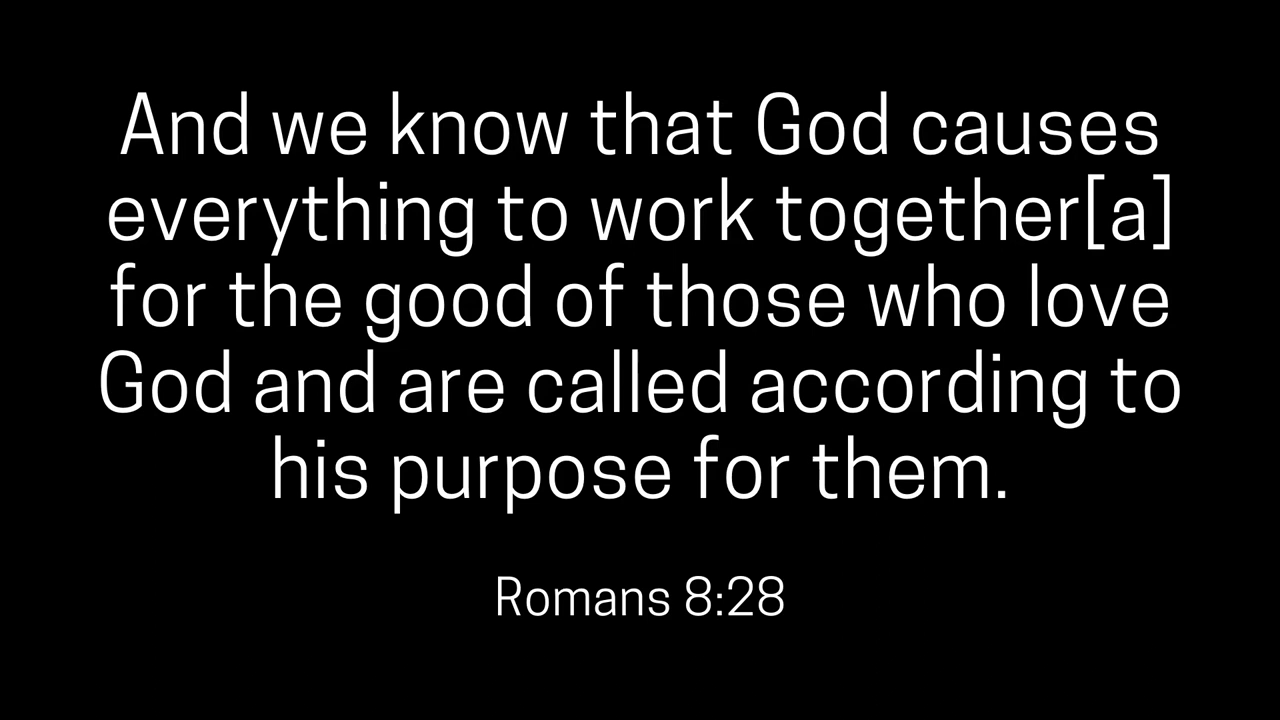 And we know that God causes
everything to work together[a]
for the good of those who love
God and are called according to
his purpose for them.
Romans 8:28